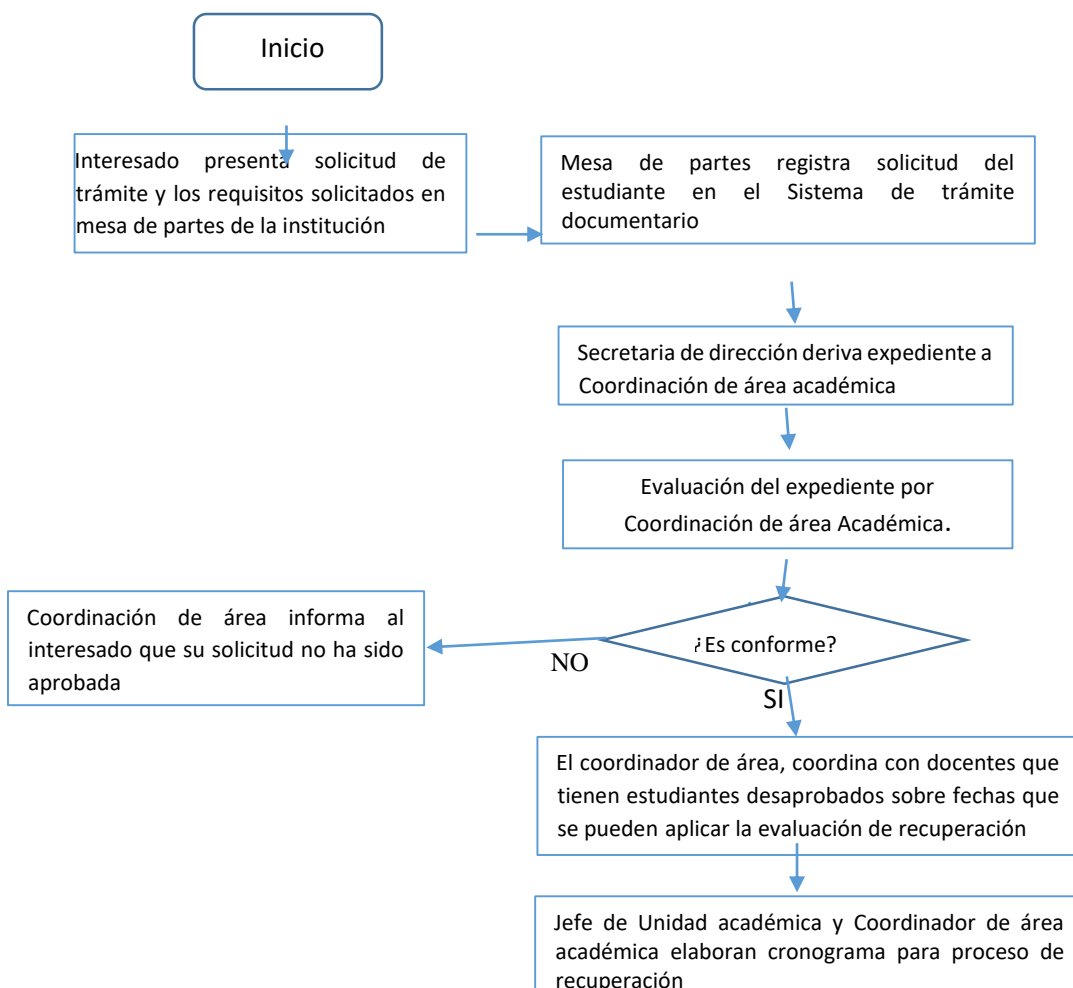 Inicio
Interesado presenta solicitud de
trámite y los requisitos solicitados en
mesa de partes de la institución
Mesa de partes registra solicitud del
estudiante en el Sistema de trámite
documentario
Secretaria de dirección deriva expediente a
Coordinación de área académica
Evaluación del expediente por
Coordinación de área Académica.
¿Es conforme?
NO
Coordinación de área informa al
interesado que su solicitud no ha sido
aprobada
SI
El coordinador de área, coordina con docentes que
tienen estudiantes desaprobados sobre fechas que
se pueden aplicar la evaluación de recuperación
Jefe de Unidad académica y Coordinador de área
académica elaboran cronograma para proceso de
recuperación